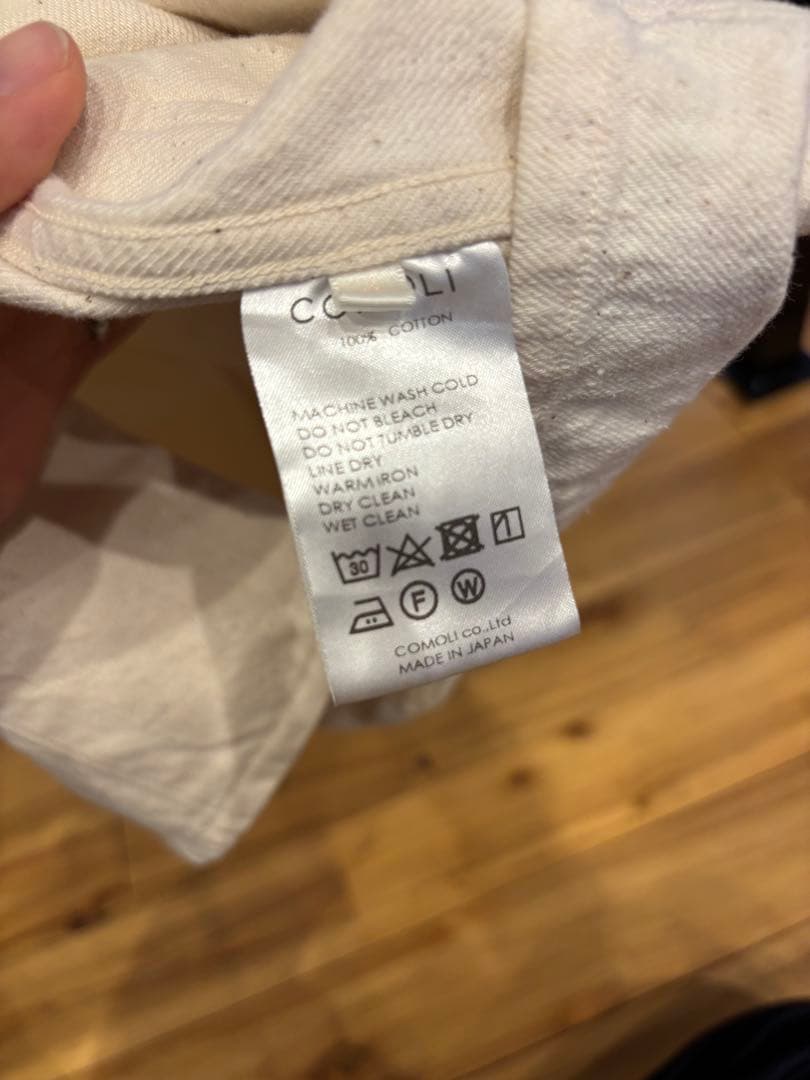 COMOLI
100% COTTON
MACHINE WASH COLD
DO NOT BLEACH
DO NOT TUMBLE DRY
LINE DRY
WARM IRON
DRY CLEAN
WET CLEAN
30
F W
COMOLI co.,Ltd
MADE IN JAPAN